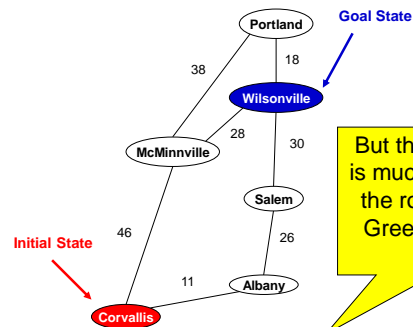 Portland
Goal State
38
18
Wilsonville
28
McMinnville
30
But th
is muc
the ro
Gree
Salem
46
26
Initial State
11
Albany
Corvallis